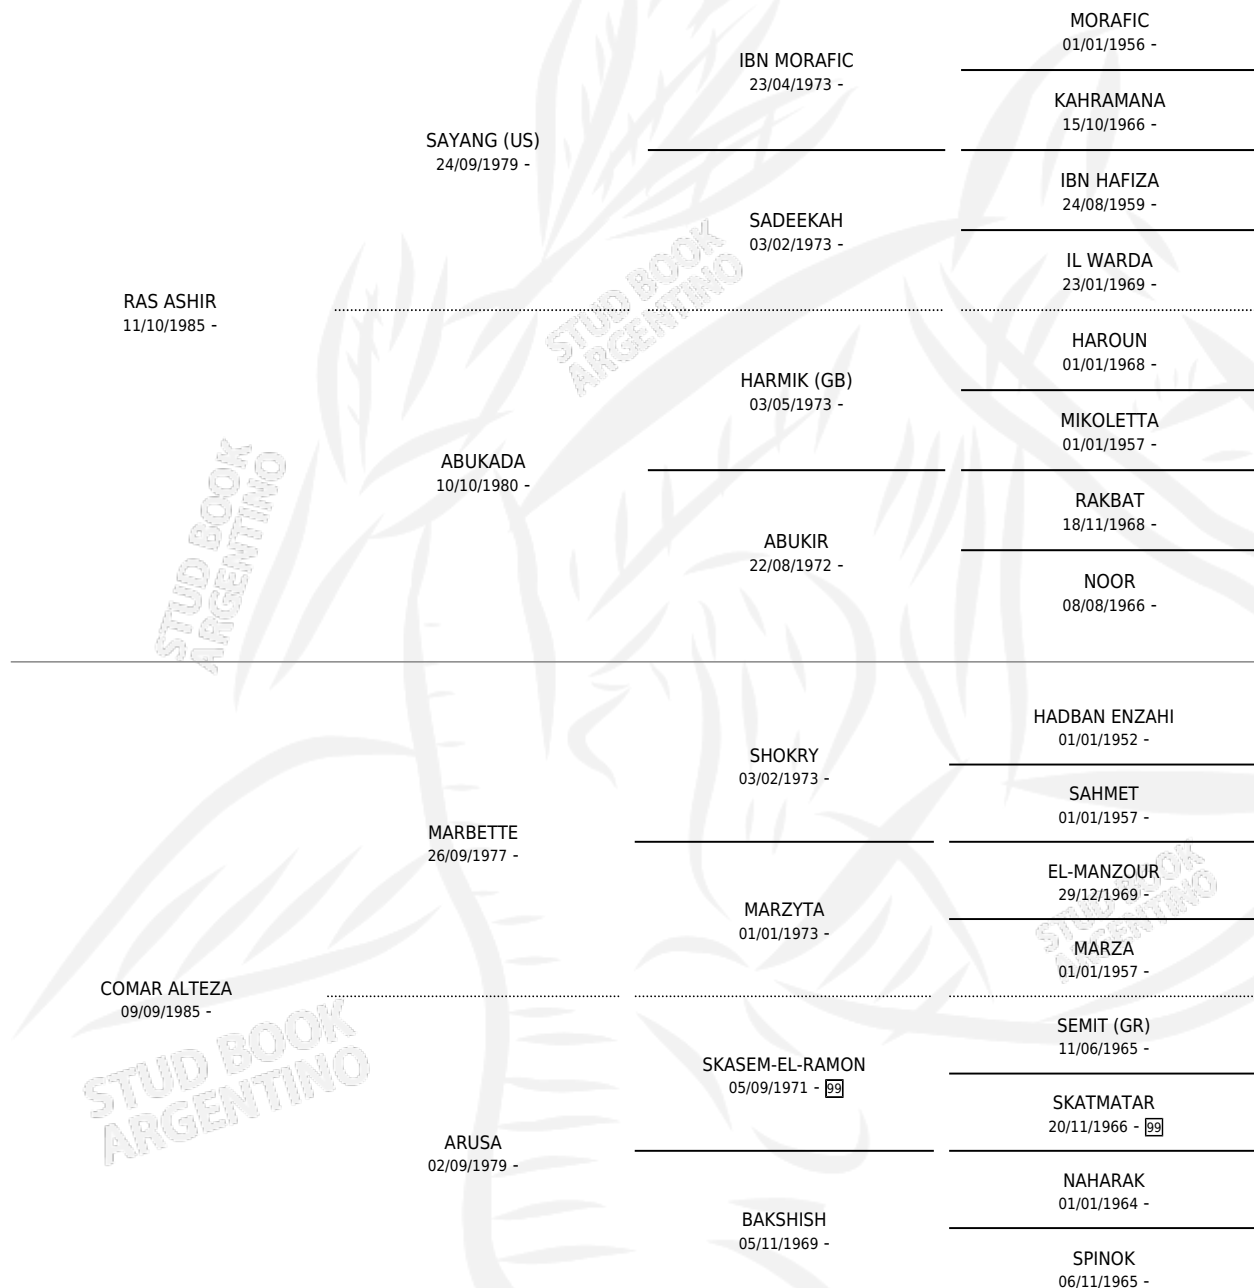 MORAFIC
01/01/1956 -
IBN MORAFIC
23/04/1973 -
KAHRAMANA
15/10/1966 -
SAYANG (US)
24/09/1979 -
IBN HAFIZA
24/08/1959 -
SADEEKAH
03/02/1973 -
IL WARDA
23/01/1969 -
RAS ASHIR
11/10/1985 -
HAROUN
01/01/1968 -
HARMIK (GB)
03/05/1973 -
MIKOLETTA
01/01/1957 -
ABUKADA
10/10/1980 -
RAKBAT
18/11/1968 -
ABUKIR
22/08/1972 -
NOOR
08/08/1966 -
HADBAN ENZAHI
01/01/1952 -
SHOKRY
03/02/1973 -
SAHMET
01/01/1957 -
MARBETTE
26/09/1977 -
EL-MANZOUR
29/12/1969 -
MARZYTA
01/01/1973 -
MARZA
01/01/1957 -
COMAR ALTEZA
09/09/1985 -
SEMIT (GR)
11/06/1965 -
SKASEM-EL-RAMON
05/09/1971 - 99
SKATMATAR
20/11/1966 - 99
ARUSA
02/09/1979 -
NAHARAK
01/01/1964 -
BAKSHISH
05/11/1969 -
SPINOK
06/11/1965 -
STUD BOOK
ARGENTINO
STUD BOOK
ARGENTINO
STUD BOOK
ARGENTINO
STUD BOOK
ARGENTINO